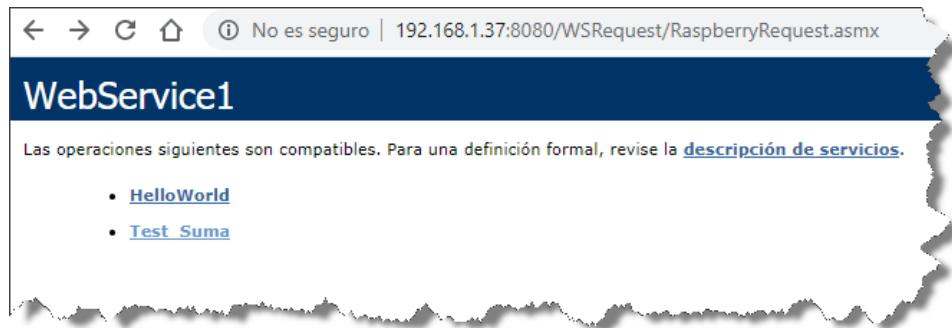 No es seguro | 192.168.1.37:8080/WSRequest/RaspberryRequest.asmx
WebService1
Las operaciones siguientes son compatibles. Para una definición formal, revise la descripción de servicios.
HelloWorld
Test_Suma